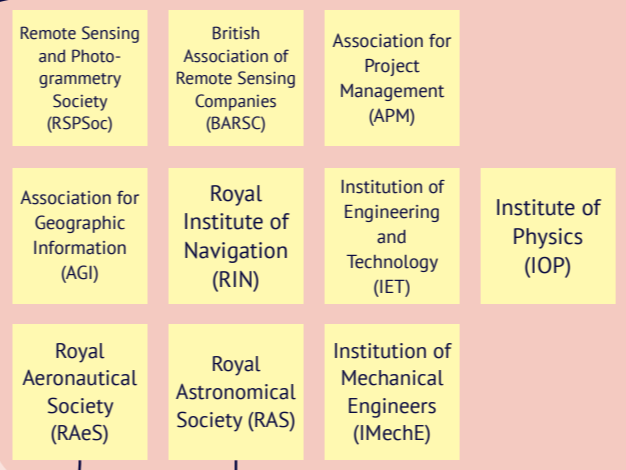 Remote Sensing
and Photo-
grammetry
Society
(RSPSoc)
British
Association of
Remote Sensing
Companies
(BARSC)
Association for
Project
Management
(APM)
Association for
Geographic
Information
(AGI)
Royal
Institute of
Navigation
(RIN)
Institution of
Engineering
and
Technology
(IET)
Institute of
Physics
(IOP)
Royal
Aeronautical
Society
(RAeS)
Royal
Astronomical
Society (RAS)
Institution of
Mechanical
Engineers
(IMechE)